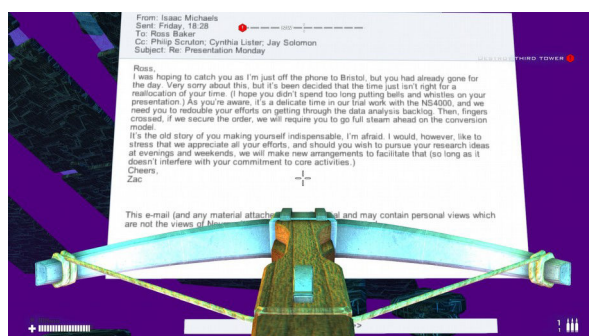 From: Isaac Michaels
Sent: Friday, 18:28
To: Ross Baker
Cc: Philip Scruton; Cynthia Lister; Jay Solomon
Subject: Re: Presentation Monday
THIRD TOWER
Ross,
I was hoping to catch you as I'm just off the phone to Bristol, but you had already gone for
the day. Very sorry about this, but it's been decided that the time just isn't right for a
reallocation of your time. (I hope you didn't spend too long putting bells and whistles on your
presentation.) As you're aware, it's a delicate time in our trial work with the NS4000, and we
need you to redouble your efforts on getting through the data analysis backlog. Then, fingers
crossed, if we secure the order, we will require you to go full steam ahead on the conversion
model.
It's the old story of you making yourself indispensable, I'm afraid. I would, however, like to
stress that we appreciate all your efforts, and should you wish to pursue your research ideas
at evenings and weekends, we will make new arrangements to facilitate that (so long as it
doesn't interfere with your commitment to core activities.)
Cheers,
Zac
This e-mail (and any material and may contain personal views which
are not the views of
1
1